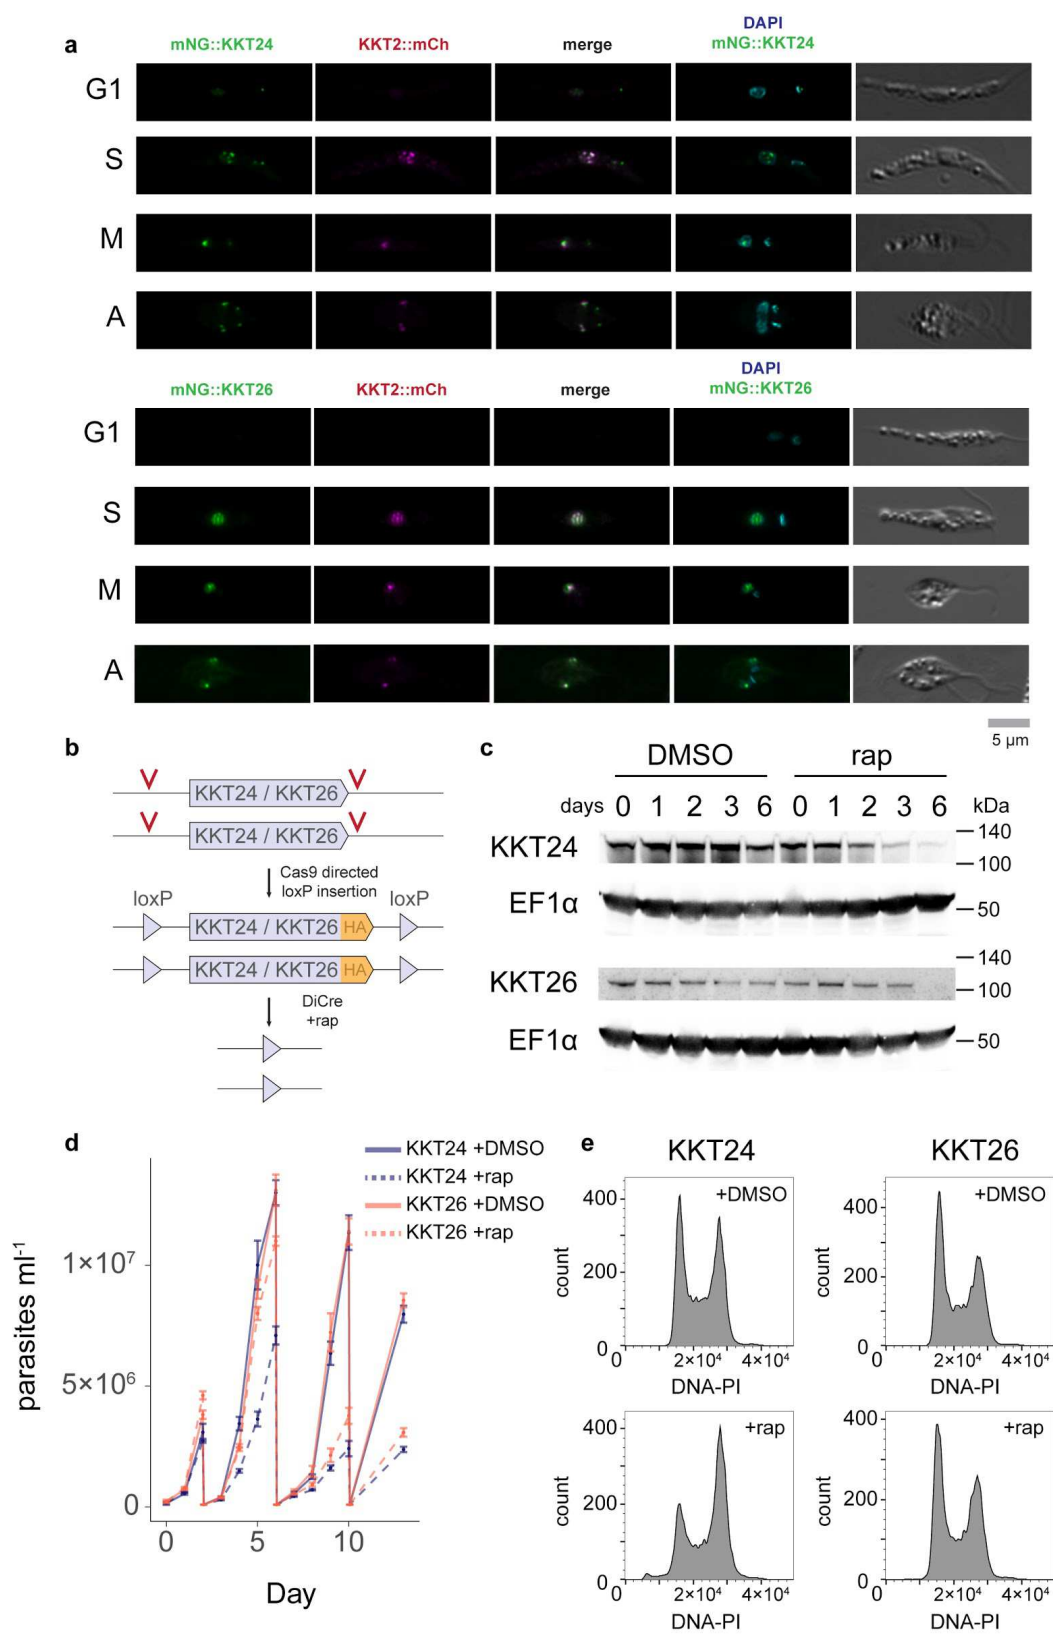 a
mNG::KKT24 KKT2::mCh merge DAPI
mNG::KKT24
G1
S
M
A
mNG::KKT26 KKT2::mCh merge DAPI
mNG::KKT26
G1
S
M
A
5 µm
b
KKT24 / KKT26
KKT24 / KKT26
Cas9 directed
loxP insertion
loxP loxP
KKT24 / KKT26 HA
KKT24 / KKT26 HA
DiCre
+rap
c
DMSO rap
days 0 1 2 3 6 0 1 2 3 6 kDa
KKT24 140
100
EF1α 50
KKT26 140
100
EF1α 50
d
KKT24 +DMSO
KKT24 +rap
KKT26 +DMSO
KKT26 +rap
parasites ml-1
1×10⁷
5×10⁶
0
0 5 10
Day
e
KKT24 KKT26
+DMSO
400
200
0
count
0 2×10⁴ 4×10⁴
DNA-PI
+DMSO
400
200
0
count
0 2×10⁴ 4×10⁴
DNA-PI
+rap
400
200
0
count
0 2×10⁴ 4×10⁴
DNA-PI
+rap
400
200
0
count
0 2×10⁴ 4×10⁴
DNA-PI